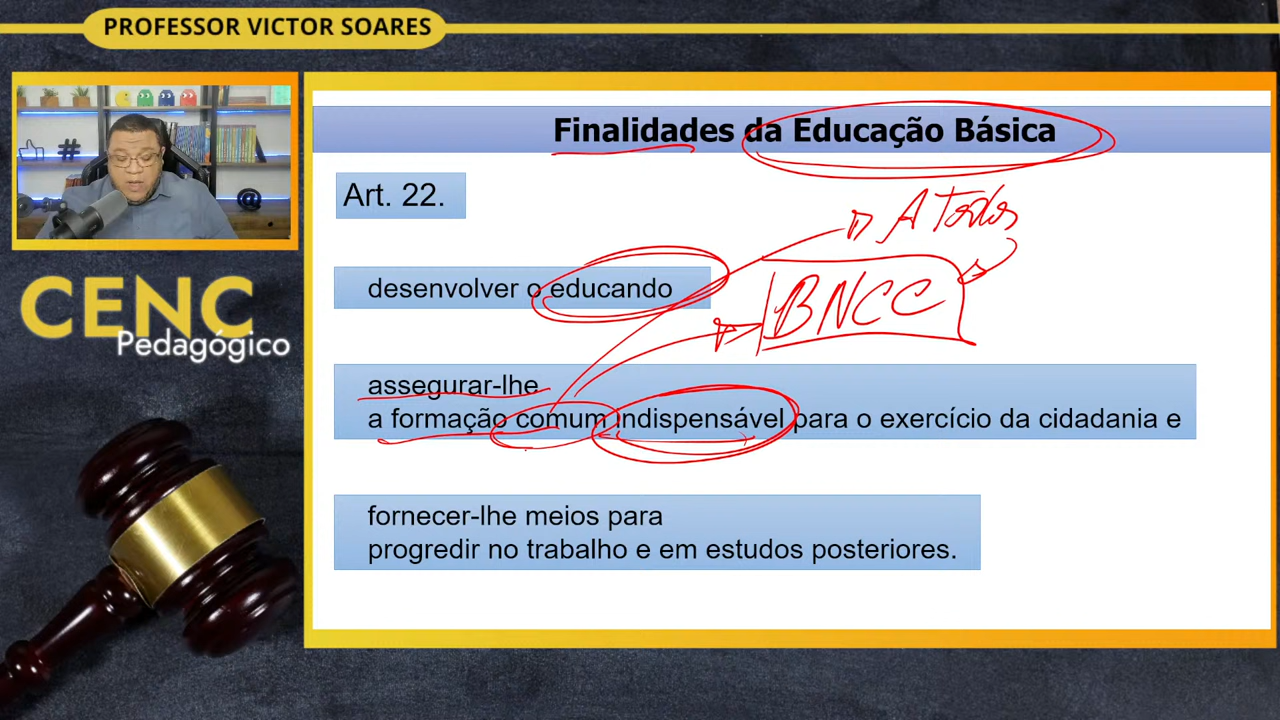 PROFESSOR VICTOR SOARES
Finalidades da Educação Básica
Art. 22.
A Todos
desenvolver o educando
BNCC
CENC
Pedagógico
assegurar-lhe
a formação comum indispensável para o exercício da cidadania e
fornecer-lhe meios para
progredir no trabalho e em estudos posteriores.